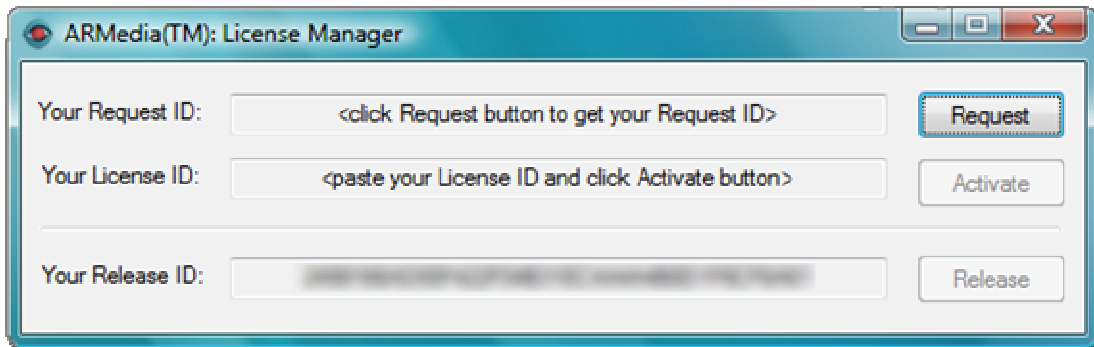 ARMedia(TM): License Manager
Your Request ID: <click Request button to get your Request ID> Request
Your License ID: <paste your License ID and click Activate button> Activate
Your Release ID: Release